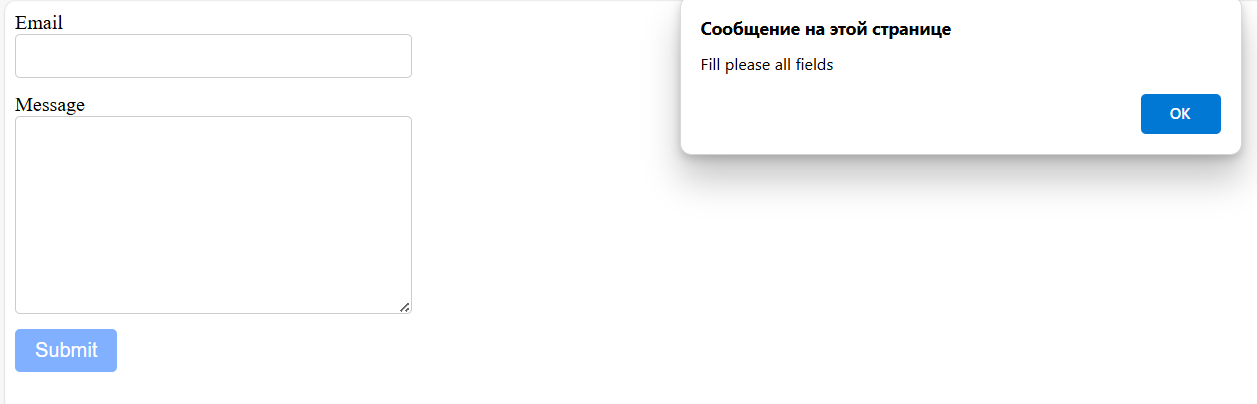 Email
Message
Submit
Сообщение на этой странице
Fill please all fields
OK